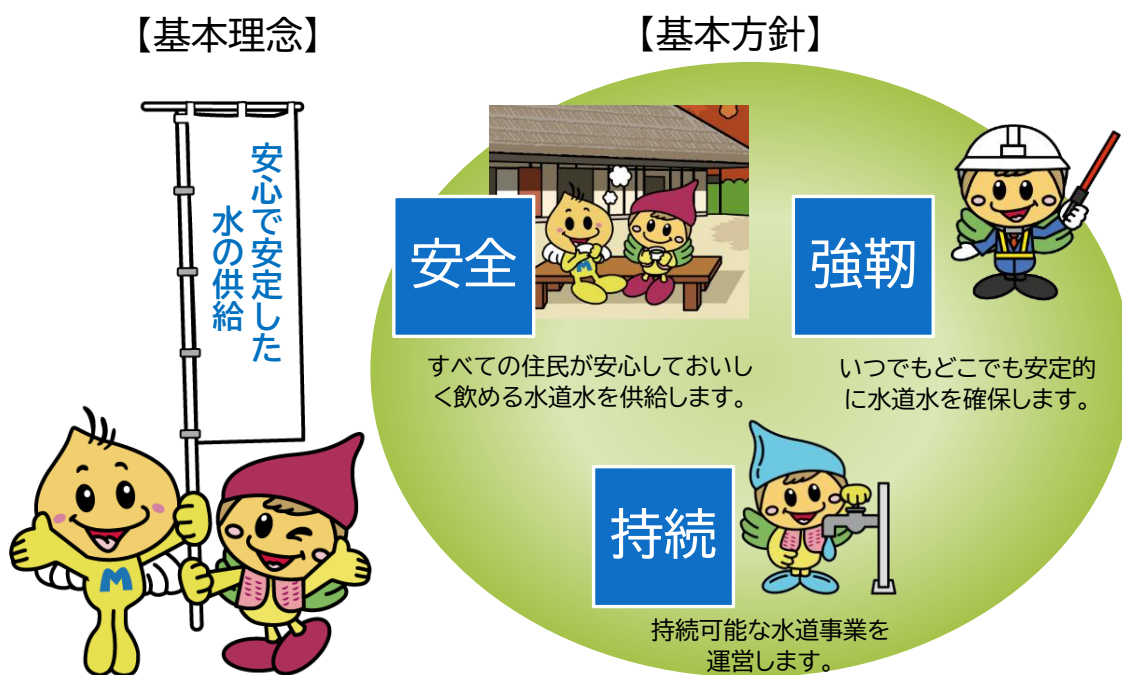 【基本理念】
安心で安定した
水の供給
M
【基本方針】
安全
M
すべての住民が安心しておいし
く飲める水道水を供給します。
強靭
いつでもどこでも安定的
に水道水を確保します。
持続
持続可能な水道事業を
運営します。